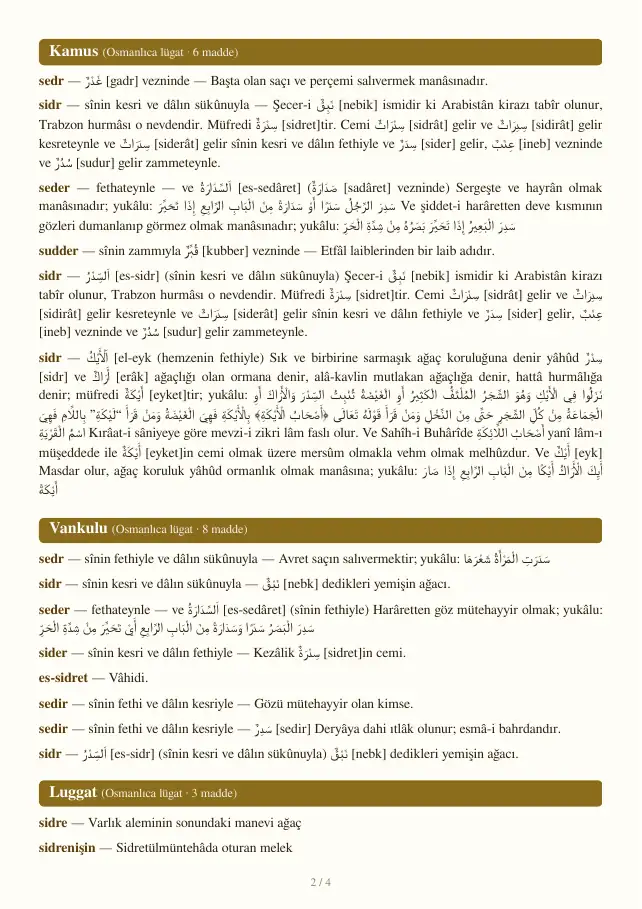 Kamus (Osmanlıca lügat · 6 madde)
sedr — غَدْرٌ [gadr] vezninde — Başta olan saçı ve perçemi salıvermek manâsınadır.
sidr — sînin kesri ve dâlın sükûnuyla — Şecer-i نَبِقٌ [nebik] ismidir ki Arabistân kirazı tabîr olunur,
Trabzon hurmâsı o nevdendir. Müfredi سِدْرَةٌ [sidret]tir. Cemi سِدْرَاتٌ [sidrât] gelir ve سِدِرَاتٌ [sidirât] gelir
kesreteynle ve سِدَرَاتٌ [siderât] gelir sînin kesri ve dâlın fethiyle ve سِدَرٌ [sider] gelir, عِنَبٌ [ineb] vezninde
ve سُدُرٌ [sudur] gelir zammeteynle.
seder — fethateynle — ve اَلسَّدَارَةُ [es-sedâret] (صَدَارَةٌ [sadâret] vezninde) Sergeşte ve hayrân olmak
manâsınadır; yukâlu: سَدِرَ الرَّجُلُ سَدَرًا أَوْ سَدَارَةً مِنَ الْبَابِ الرَّابِعِ إِذَا تَحَيَّرَ Ve şiddet-i harâretten deve kısmının
gözleri dumanlanıp görmez olmak manâsınadır; yukâlu: سَدِرَ الْبَعِيرُ إِذَا تَحَيَّرَ بَصَرُهُ مِنْ شِدَّةِ الْحَرِّ
sudder — sînin zammıyla قُبَّرٌ [kubber] vezninde — Etfâl laiblerinden bir laib adıdır.
sidr — اَلسِّدْرُ [es-sidr] (sînin kesri ve dâlın sükûnuyla) Şecer-i نَبِقٌ [nebik] ismidir ki Arabistân kirazı
tabîr olunur, Trabzon hurmâsı o nevdendir. Müfredi سِدْرَةٌ [sidret]tir. Cemi سِدْرَاتٌ [sidrât] gelir ve سِدِرَاتٌ
[sidirât] gelir kesreteynle ve سِدَرَاتٌ [siderât] gelir sînin kesri ve dâlın fethiyle ve سِدَرٌ [sider] gelir, عِنَبٌ
[ineb] vezninde ve سُدُرٌ [sudur] gelir zammeteynle.
sidr — اَلْأَيْكُ [el-eyk (hemzenin fethiyle) Sık ve birbirine sarmaşık ağaç koruluğuna denir yâhûd سِدْرٌ
[sidr] ve أَرَاكٌ [erâk] ağaçlığı olan ormana denir, alâ-kavlin mutlakan ağaçlığa denir, hattâ hurmâlığa
denir; müfredi أَيْكَةٌ [eyket]tir; yukâlu: نَزَلُوا فِي الْأَيْكِ وَهُوَ الشَّجَرُ الْمُلْتَفُّ الْكَثِيرُ أَوِ الْغَيْضَةُ تُنْبِتُ السِّدْرَ وَالْأَرَاكَ أَوِ
الْجَمَاعَةُ مِنْ كُلِّ الشَّجَرِ حَتَّى مِنَ النَّخْلِ وَمَنْ قَرَأَ قَوْلَهُ تَعَالَى ﴿أَصْحَابُ الْأَيْكَةِ﴾ بِالْأَيْكَةِ فَهِيَ الْغَيْضَةُ وَمَنْ قَرَأَ “لَيْكَةِ” بِاللَّامِ فَهِيَ
اسْمُ الْقَرْيَةِ Kırâat-i sâniyeye göre mevzi-i zikri lâm faslı olur. Ve Sahîh-i Buhârîde أَصْحَابُ اللَّائِكَةِ yanî lâm-ı
müşeddede ile أَيْكَةٌ [eyket]in cemi olmak üzere mersûm olmakla vehm olmak melhûzdur. Ve أَيْكٌ [eyk]
Masdar olur, ağaç koruluk yâhûd ormanlık olmak manâsına; yukâlu: أَيِكَ الْأَرَاكُ أَيْكًا مِنَ الْبَابِ الرَّابِعِ إِذَا صَارَ
أَيْكَةً
Vankulu (Osmanlıca lügat · 8 madde)
sedr — sînin fethiyle ve dâlın sükûnuyla — Avret saçın salıvermektir; yukâlu: سَدَرَتِ الْمَرْأَةُ شَعْرَهَا
sidr — sînin kesri ve dâlın sükûnuyla — نَبْقٌ [nebk] dedikleri yemişin ağacı.
seder — fethateynle — ve اَلسَّدَارَةُ [es-sedâret] (sînin fethiyle) Harâretten göz mütehayyir olmak; yukâlu:
سَدِرَ الْبَصَرُ سَدَرًا وَسَدَارَةً مِنَ الْبَابِ الرَّابِعِ أَيْ تَحَيَّرَ مِنْ شِدَّةِ الْحَرِّ
sider — sînin kesri ve dâlın fethiyle — Kezâlik سِدْرَةٌ [sidret]in cemi.
es-sidret — Vâhidi.
sedir — sînin fethi ve dâlın kesriyle — Gözü mütehayyir olan kimse.
sedir — sînin fethi ve dâlın kesriyle — سَدِرٌ [sedir] Deryâya dahi ıtlâk olunur; esmâ-i bahrdandır.
sidr — اَلسِّدْرُ [es-sidr] (sînin kesri ve dâlın sükûnuyla) نَبْقٌ [nebk] dedikleri yemişin ağacı.
Luggat (Osmanlıca lügat · 3 madde)
sidre — Varlık aleminin sonundaki manevi ağaç
sidrenişin — Sidretülmüntehâda oturan melek
2 / 4